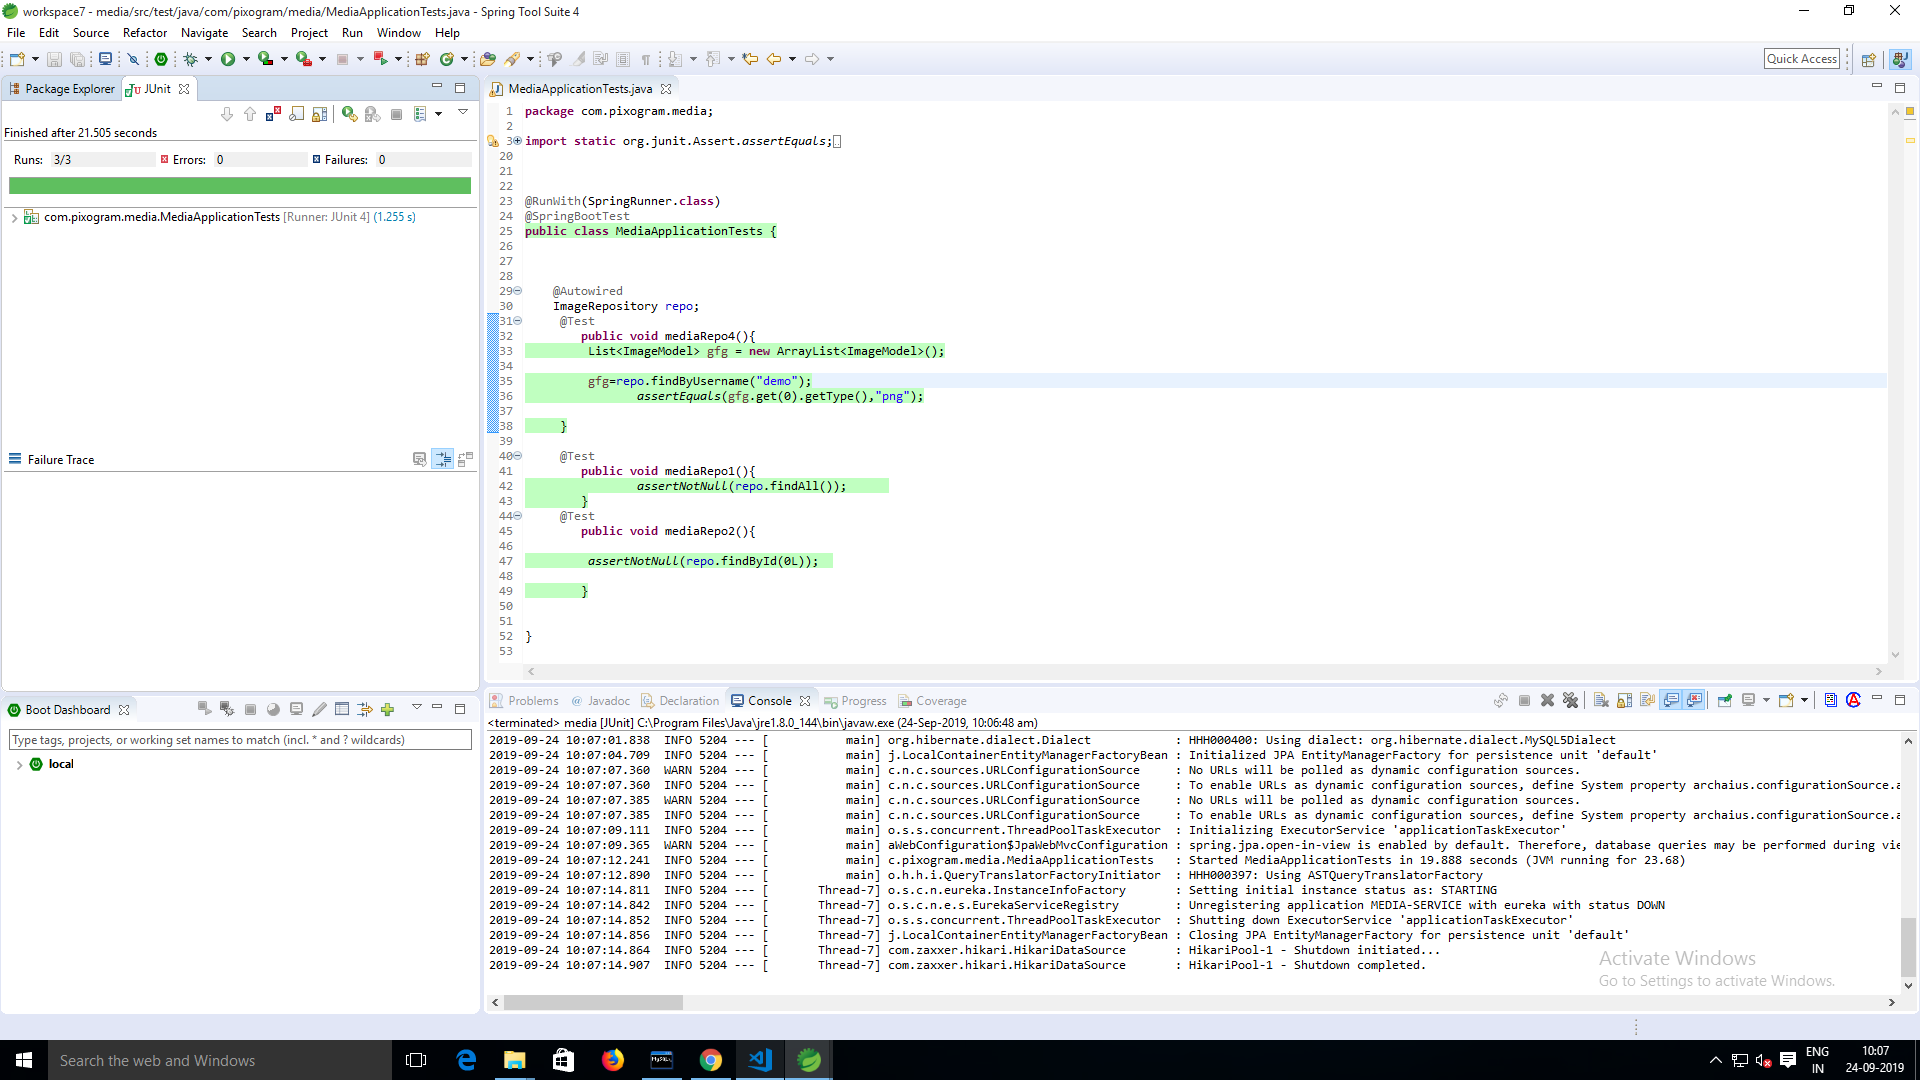 workspace7 - media/src/test/java/com/pixogram/media/MediaApplicationTests.java - Spring Tool Suite 4
File Edit Source Refactor Navigate Search Project Run Window Help
Quick Access
Package Explorer JUnit
Finished after 21.505 seconds
Runs: 3/3 Errors: 0 Failures: 0
com.pixogram.media.MediaApplicationTests [Runner: JUnit 4] (1.255 s)
Failure Trace
Boot Dashboard
Type tags, projects, or working set names to match (incl. * and ? wildcards)
local
MediaApplicationTests.java
1 package com.pixogram.media;
2
3 import static org.junit.Assert.assertEquals;
20
21
22
23 @RunWith(SpringRunner.class)
24 @SpringBootTest
25 public class MediaApplicationTests {
26
27
28
29 @Autowired
30 ImageRepository repo;
31 @Test
32 public void mediaRepo4(){
33 List<ImageModel> gfg = new ArrayList<ImageModel>();
34
35 gfg=repo.findByUsername("demo");
36 assertEquals(gfg.get(0).getType(),"png");
37
38 }
39
40 @Test
41 public void mediaRepo1(){
42 assertNotNull(repo.findAll());
43 }
44 @Test
45 public void mediaRepo2(){
46
47 assertNotNull(repo.findById(0L));
48
49 }
50
51
52 }
53
Problems Javadoc Declaration Console Progress Coverage
<terminated> media [JUnit] C:\Program Files\Java\jre1.8.0_144\bin\javaw.exe (24-Sep-2019, 10:06:48 am)
2019-09-24 10:07:01.838 INFO 5204 --- [ main] org.hibernate.dialect.Dialect : HHH000400: Using dialect: org.hibernate.dialect.MySQL5Dialect
2019-09-24 10:07:04.709 INFO 5204 --- [ main] j.LocalContainerEntityManagerFactoryBean : Initialized JPA EntityManagerFactory for persistence unit 'default'
2019-09-24 10:07:07.360 WARN 5204 --- [ main] c.n.c.sources.URLConfigurationSource : No URLs will be polled as dynamic configuration sources.
2019-09-24 10:07:07.360 INFO 5204 --- [ main] c.n.c.sources.URLConfigurationSource : To enable URLs as dynamic configuration sources, define System property archaius.configurationSource.a
2019-09-24 10:07:07.385 WARN 5204 --- [ main] c.n.c.sources.URLConfigurationSource : No URLs will be polled as dynamic configuration sources.
2019-09-24 10:07:07.385 INFO 5204 --- [ main] c.n.c.sources.URLConfigurationSource : To enable URLs as dynamic configuration sources, define System property archaius.configurationSource.a
2019-09-24 10:07:09.111 INFO 5204 --- [ main] o.s.s.concurrent.ThreadPoolTaskExecutor : Initializing ExecutorService 'applicationTaskExecutor'
2019-09-24 10:07:09.365 WARN 5204 --- [ main] aWebConfiguration$JpaWebMvcConfiguration : spring.jpa.open-in-view is enabled by default. Therefore, database queries may be performed during vie
2019-09-24 10:07:12.241 INFO 5204 --- [ main] c.pixogram.media.MediaApplicationTests : Started MediaApplicationTests in 19.888 seconds (JVM running for 23.68)
2019-09-24 10:07:12.890 INFO 5204 --- [ main] o.h.h.i.QueryTranslatorFactoryInitiator : HHH000397: Using ASTQueryTranslatorFactory
2019-09-24 10:07:14.811 INFO 5204 --- [ Thread-7] o.s.c.n.eureka.InstanceInfoFactory : Setting initial instance status as: STARTING
2019-09-24 10:07:14.842 INFO 5204 --- [ Thread-7] o.s.c.n.e.s.EurekaServiceRegistry : Unregistering application MEDIA-SERVICE with eureka with status DOWN
2019-09-24 10:07:14.852 INFO 5204 --- [ Thread-7] o.s.s.concurrent.ThreadPoolTaskExecutor : Shutting down ExecutorService 'applicationTaskExecutor'
2019-09-24 10:07:14.856 INFO 5204 --- [ Thread-7] j.LocalContainerEntityManagerFactoryBean : Closing JPA EntityManagerFactory for persistence unit 'default'
2019-09-24 10:07:14.864 INFO 5204 --- [ Thread-7] com.zaxxer.hikari.HikariDataSource : HikariPool-1 - Shutdown initiated...
2019-09-24 10:07:14.907 INFO 5204 --- [ Thread-7] com.zaxxer.hikari.HikariDataSource : HikariPool-1 - Shutdown completed.
Activate Windows
Go to Settings to activate Windows.
Search the web and Windows
ENG
IN
10:07
24-09-2019